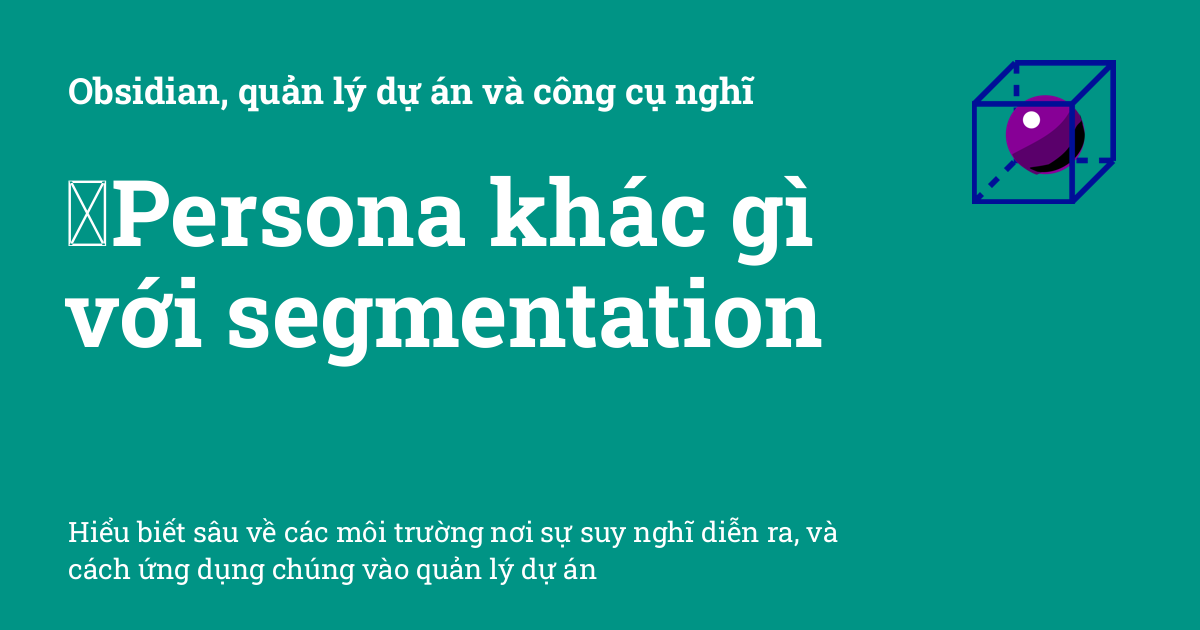 Obsidian, quản lý dự án và công cụ nghĩ
Persona khác gì
với segmentation
Hiểu biết sâu về các môi trường nơi sự suy nghĩ diễn ra, và
cách ứng dụng chúng vào quản lý dự án